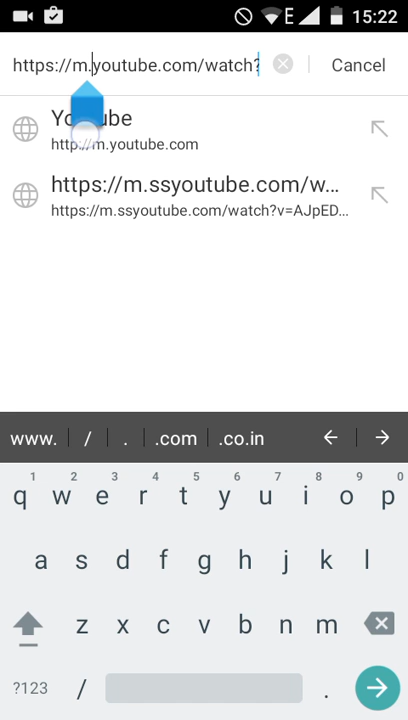 E 15:22
https://m.youtube.com/watch? Cancel
YouTube
http://m.youtube.com
https://m.ssyoutube.com/w...
https://m.ssyoutube.com/watch?v=AJpED...
www. / . .com .co.in
1 2 3 4 5 6 7 8 9 0
q w e r t y u i o p
a s d f g h j k l
z x c v b n m
?123 / .